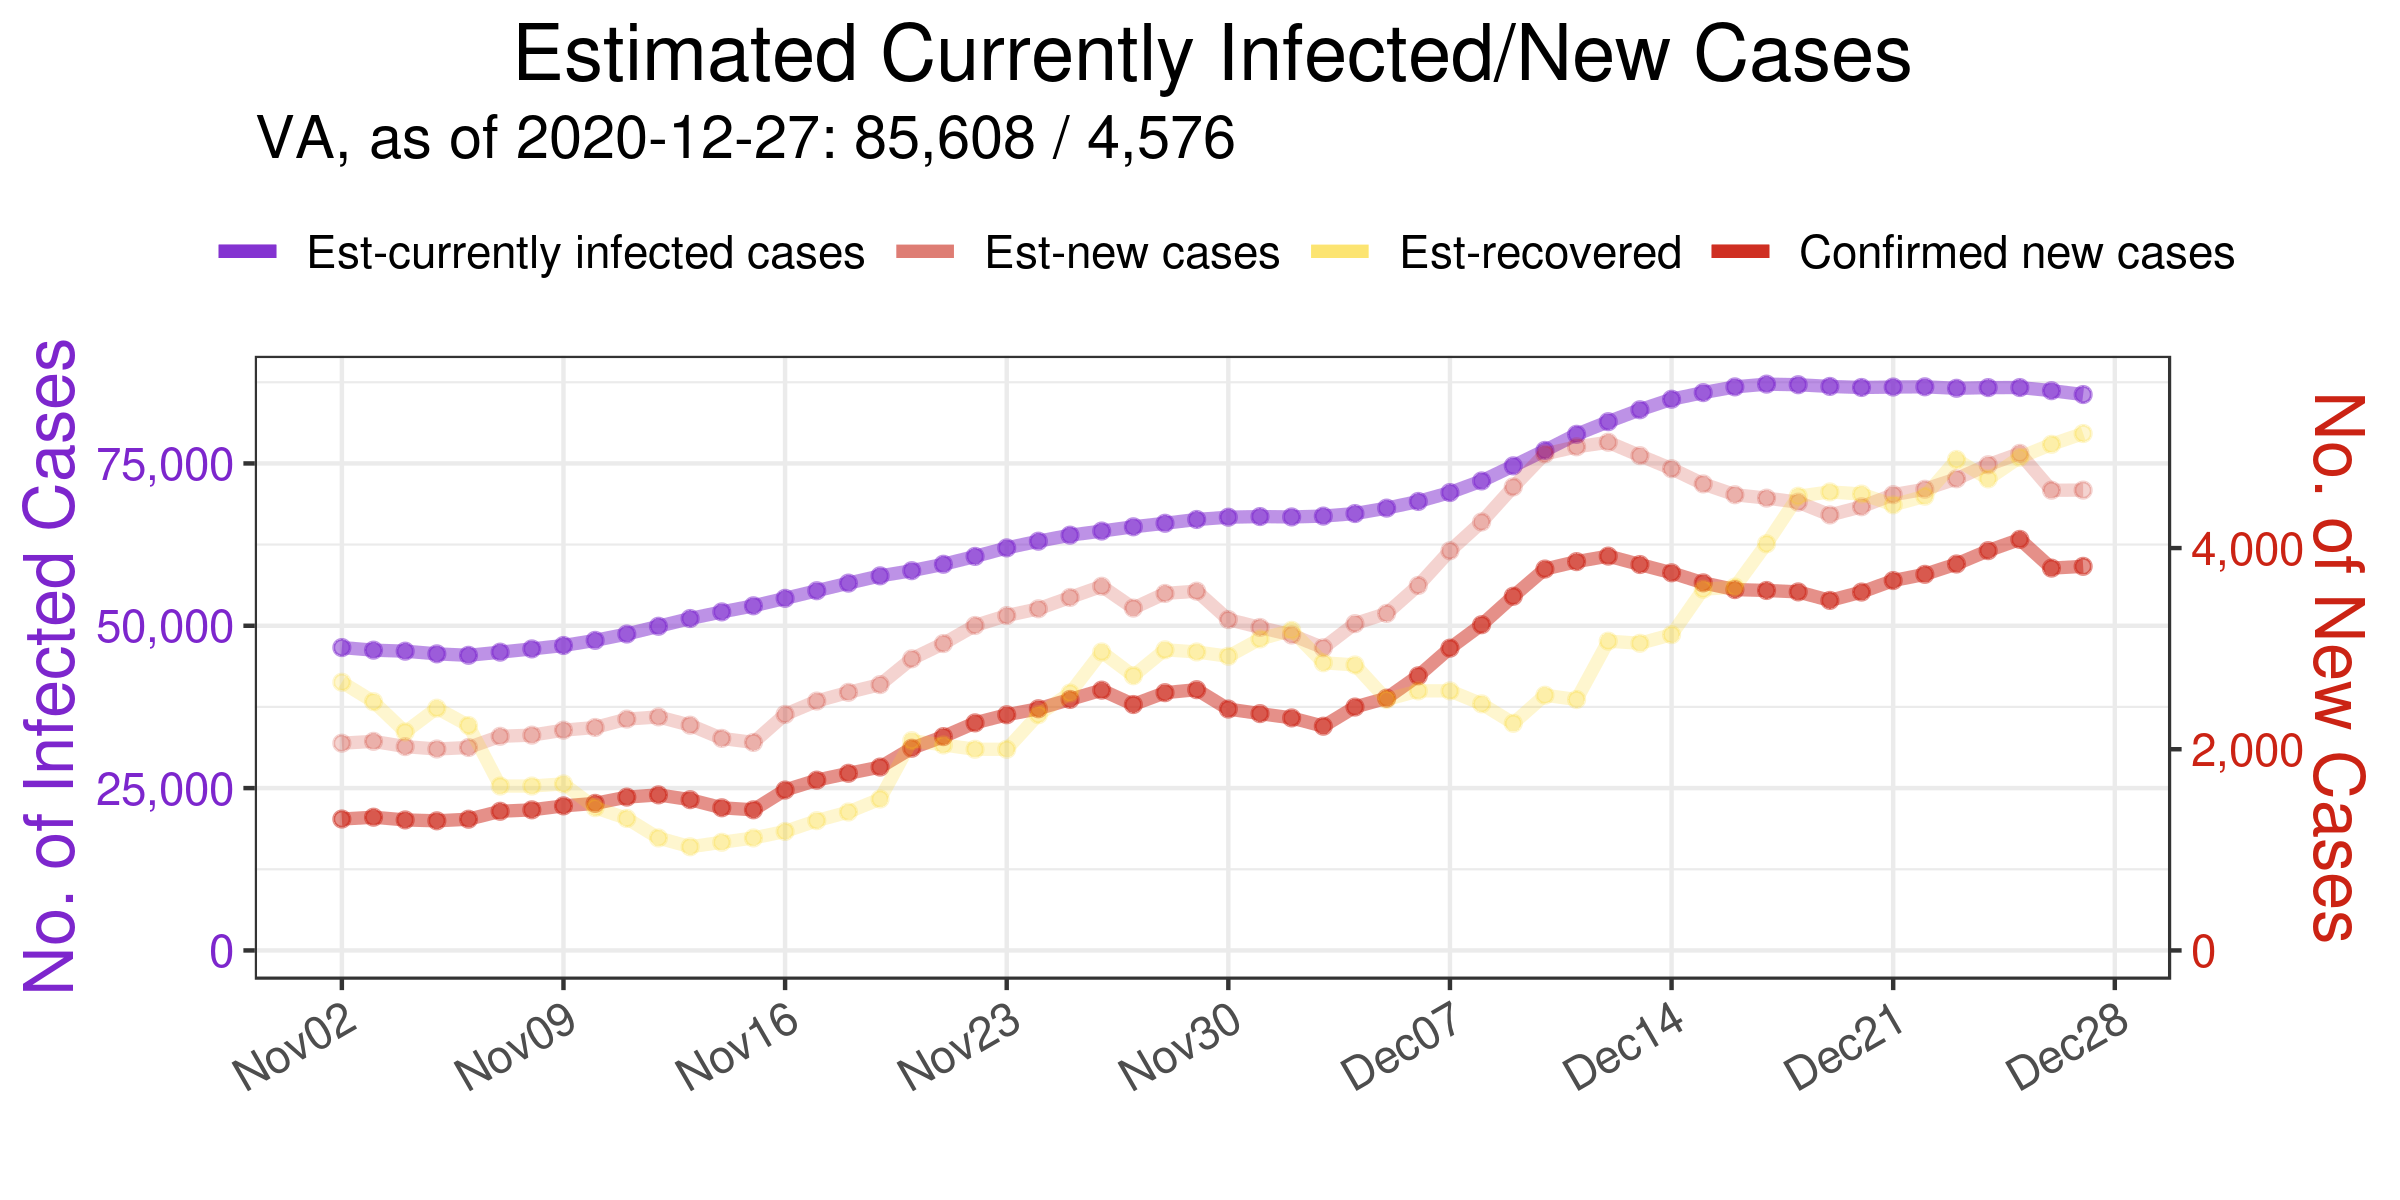 Estimated Currently Infected/New Cases
VA, as of 2020-12-27: 85,608 / 4,576
Est-currently infected cases Est-new cases Est-recovered Confirmed new cases
No. of Infected Cases
75,000
50,000
25,000
0
4,000
2,000
0
No. of New Cases
Nov02 Nov09 Nov16 Nov23 Nov30 Dec07 Dec14 Dec21 Dec28